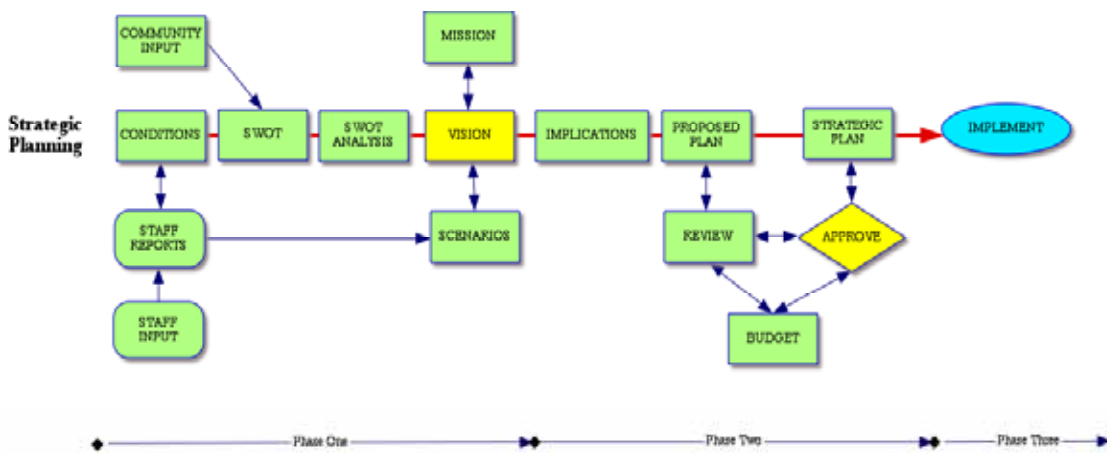 COMMUNITY
INPUT
MISSION
Strategic
Planning
CONDITIONS
SWOT
SWOT
ANALYSIS
VISION
IMPLICATIONS
PROPOSED
PLAN
STRATEGIC
PLAN
IMPLEMENT
STAFF
REPORTS
SCENARIOS
REVIEW
APPROVE
STAFF
INPUT
BUDGET
Phase One
Phase Two
Phase Three